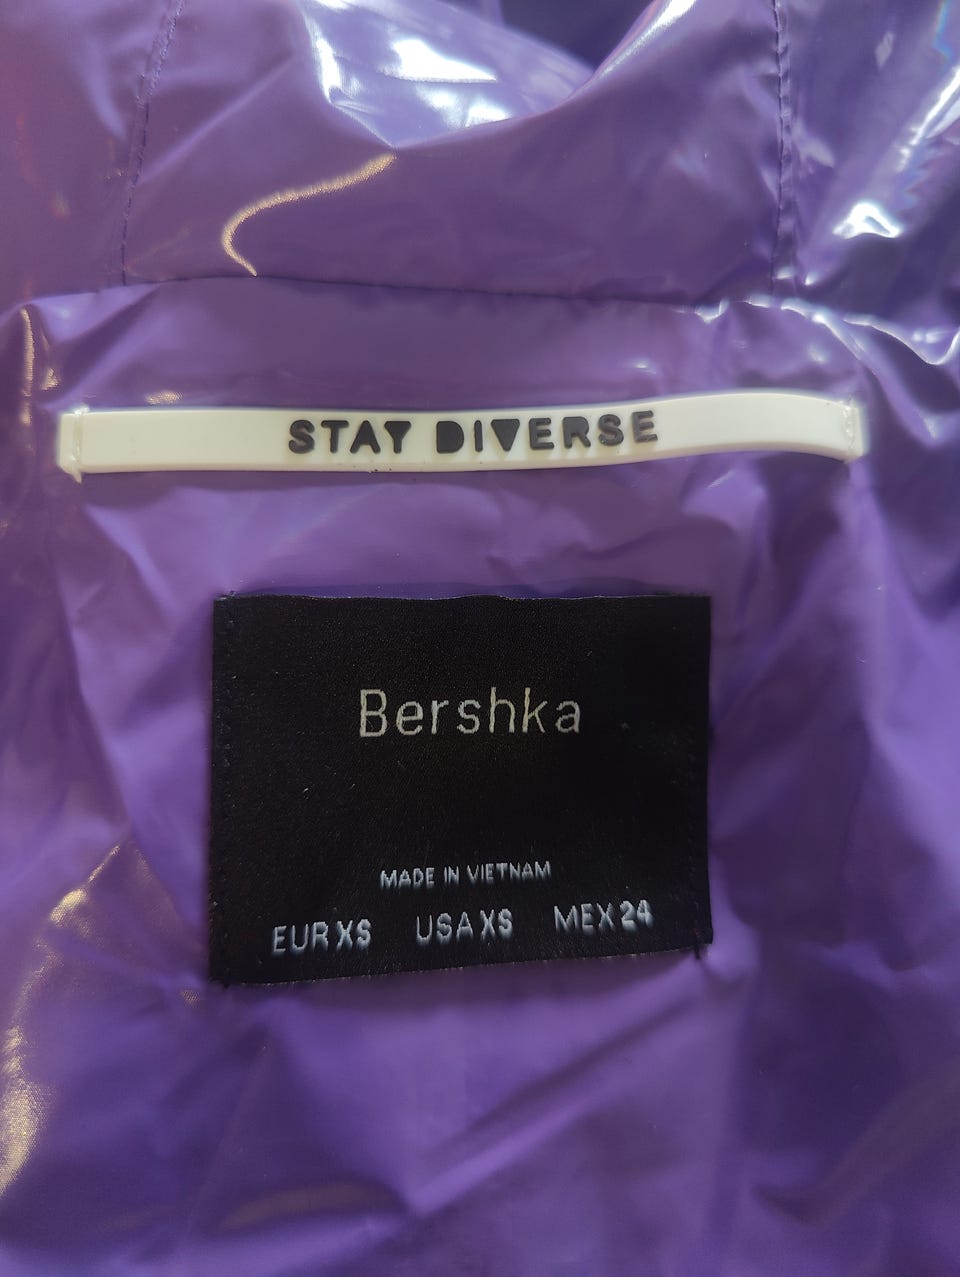 STAY DIVERSE
Bershka
MADE IN VIETNAM
EUR XS USA XS MEX 24